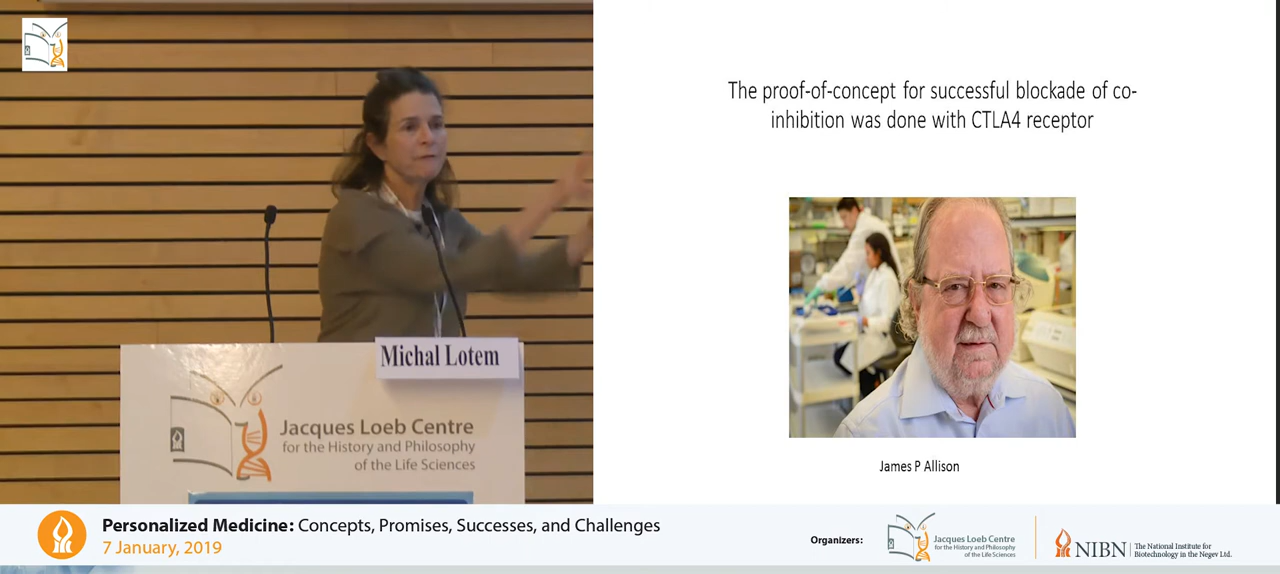 The proof-of-concept for successful blockade of co-
inhibition was done with CTLA4 receptor
James P Allison
Michal Lotem
Jacques Loeb Centre
for the History and Philosophy
of the Life Sciences
Personalized Medicine: Concepts, Promises, Successes, and Challenges
7 January, 2019
Organizers:
Jacques Loeb Centre
for the History and Philosophy
of the Life Sciences
NIBN
The National Institute for
Biotechnology in the Negev Ltd.